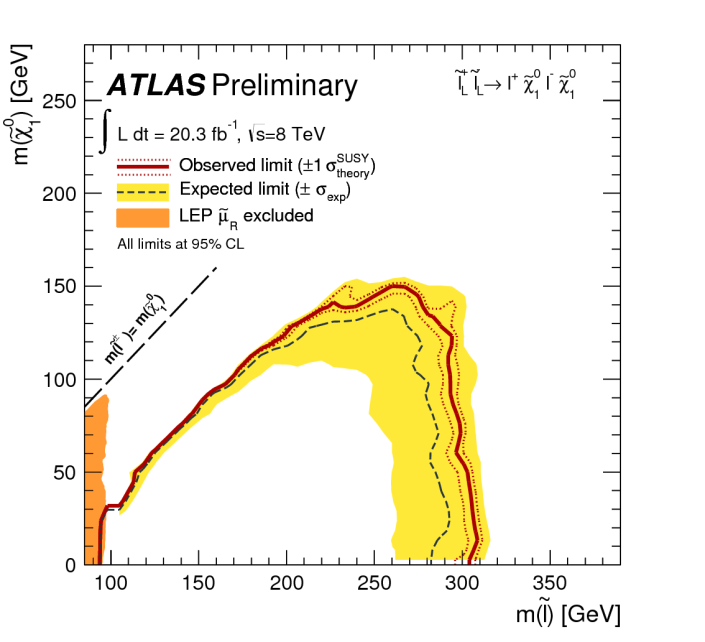 ATLAS Preliminary
l̃⁺_L l̃⁻_L → l⁺ χ̃⁰₁ l⁻ χ̃⁰₁
∫ L dt = 20.3 fb⁻¹, √s=8 TeV
Observed limit (±1 σ^SUSY_theory)
Expected limit (± σ_exp)
LEP μ̃_R excluded
All limits at 95% CL
m(l̃^±)= m(χ̃⁰₁)
m(χ̃⁰₁) [GeV]
250
200
150
100
50
0
100 150 200 250 300 350
m(l̃) [GeV]